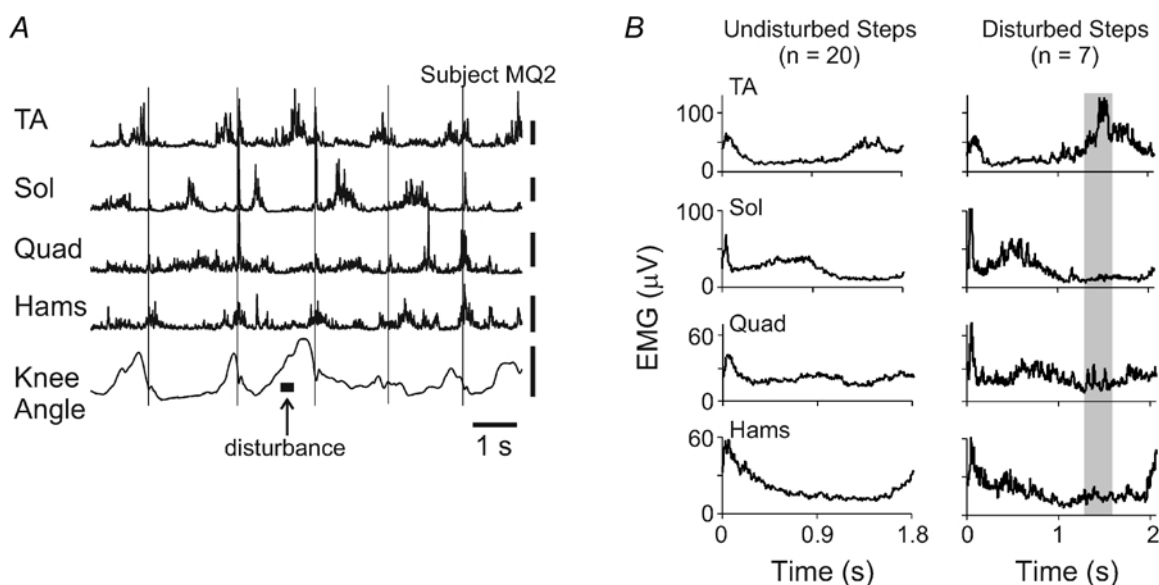 A
Subject MQ2
TA
Sol
Quad
Hams
Knee
Angle
disturbance
1 s
B
Undisturbed Steps
(n = 20)
Disturbed Steps
(n = 7)
TA
100
0
Sol
100
0
Quad
60
0
Hams
60
0
EMG (μV)
0 0.9 1.8
0 1 2
Time (s)
Time (s)